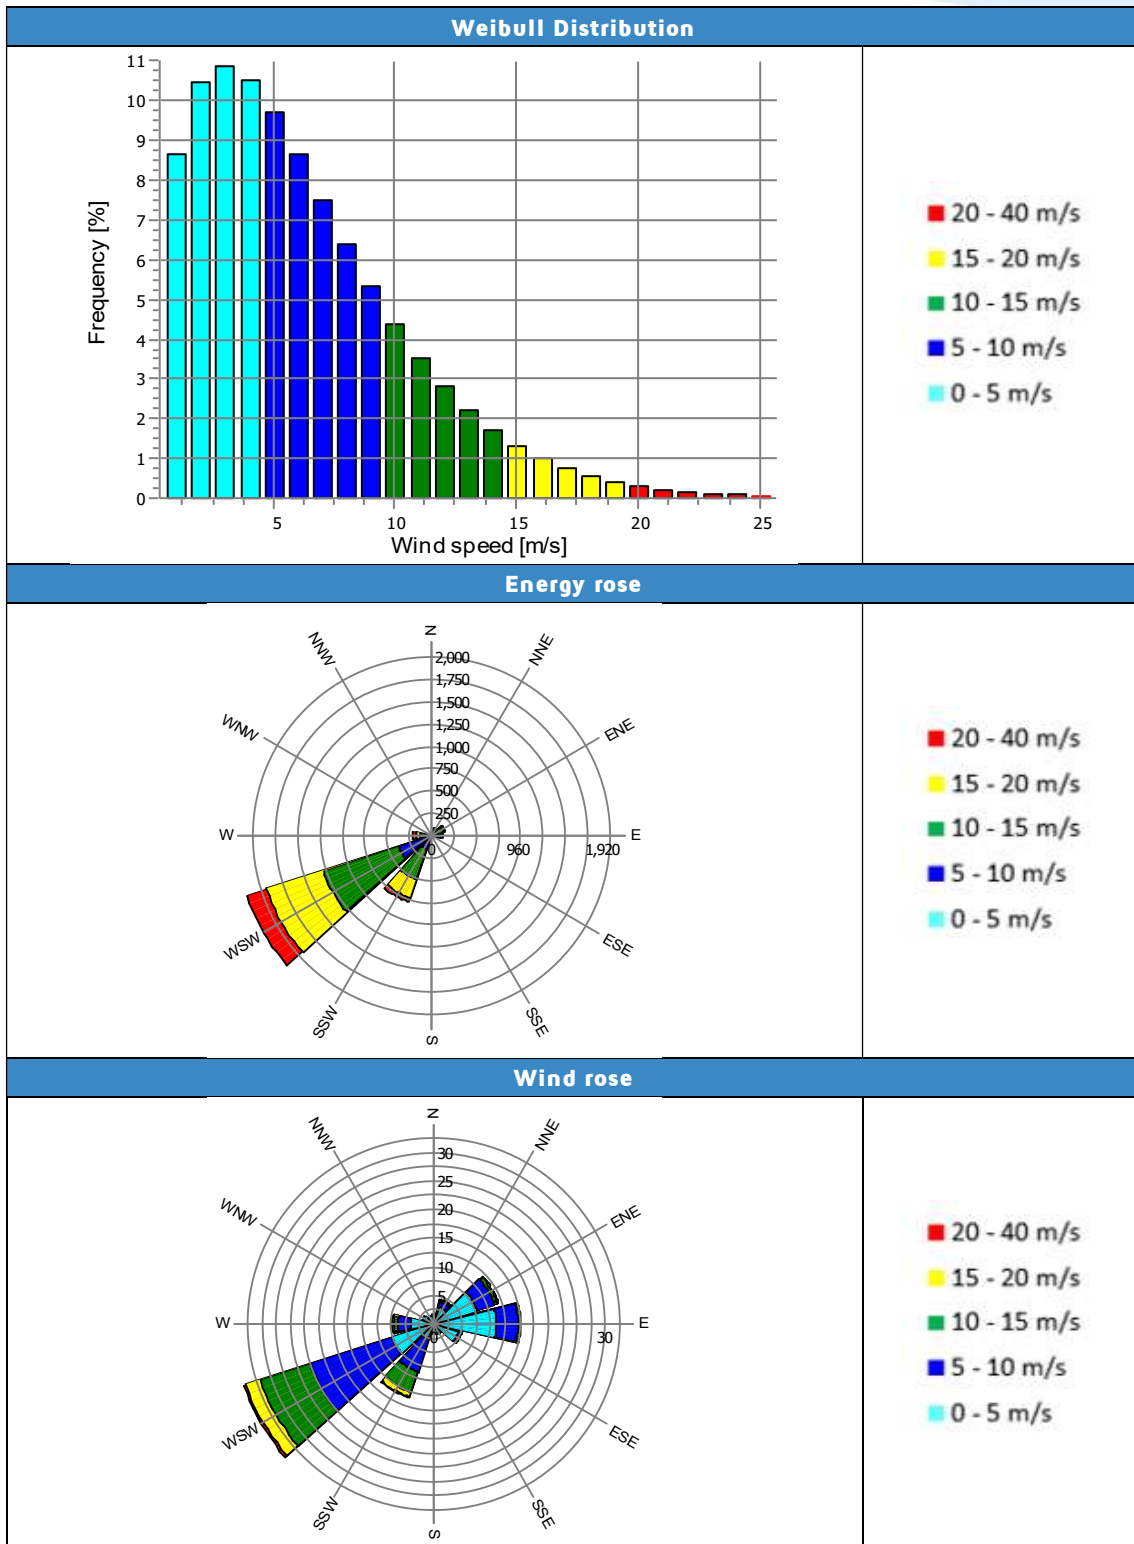 Weibull Distribution
11
10
9
8
7
6
5
4
3
2
1
0
Frequency [%]
5 10 15 20 25
Wind speed [m/s]
20 - 40 m/s
15 - 20 m/s
10 - 15 m/s
5 - 10 m/s
0 - 5 m/s
Energy rose
N
NNW NNE
2,000
1,750
1,500
WNW ENE
1,250
1,000
750
500
250
W E
0 960 1,920
WSW ESE
SSW SSE
S
20 - 40 m/s
15 - 20 m/s
10 - 15 m/s
5 - 10 m/s
0 - 5 m/s
Wind rose
N
NNW NNE
30
25
WNW ENE
20
15
10
5
W E
0 30
WSW ESE
SSW SSE
S
20 - 40 m/s
15 - 20 m/s
10 - 15 m/s
5 - 10 m/s
0 - 5 m/s